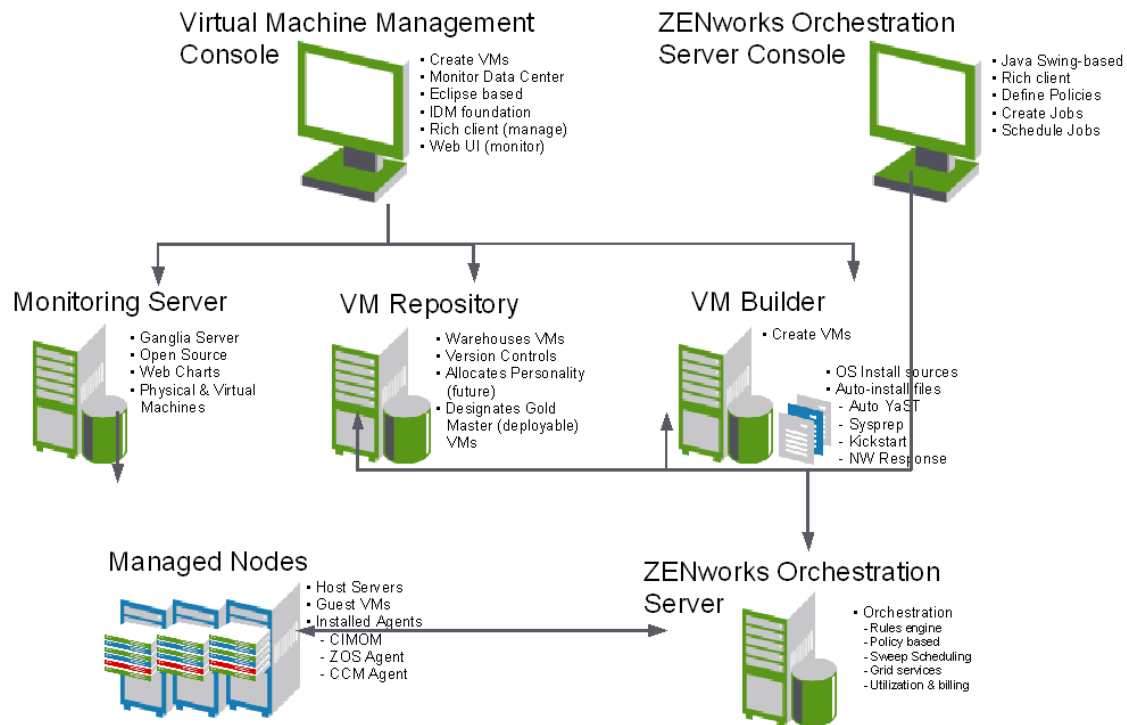 Virtual Machine Management
Console
▪ Create VMs
▪ Monitor Data Center
▪ Eclipse based
▪ IDM foundation
▪ Rich client (manage)
▪ Web UI (monitor)
ZENworks Orchestration
Server Console
▪ Java Swing-based
▪ Rich client
▪ Define Policies
▪ Create Jobs
▪ Schedule Jobs
Monitoring Server
▪ Ganglia Server
▪ Open Source
▪ Web Charts
▪ Physical & Virtual
Machines
VM Repository
▪ Warehouses VMs
▪ Version Controls
▪ Allocates Personality
(future)
▪ Designates Gold
Master (deployable)
VMs
VM Builder
▪ Create VMs
▪ OS Install sources
▪ Auto-install files
- Auto YaST
- Sysprep
- Kickstart
- NW Response
Managed Nodes
▪ Host Servers
▪ Guest VMs
▪ Installed Agents
- CIMOM
- ZOS Agent
- CCM Agent
ZENworks Orchestration
Server
▪ Orchestration
- Rules engine
- Policy based
- Sweep Scheduling
- Grid services
- Utilization & billing